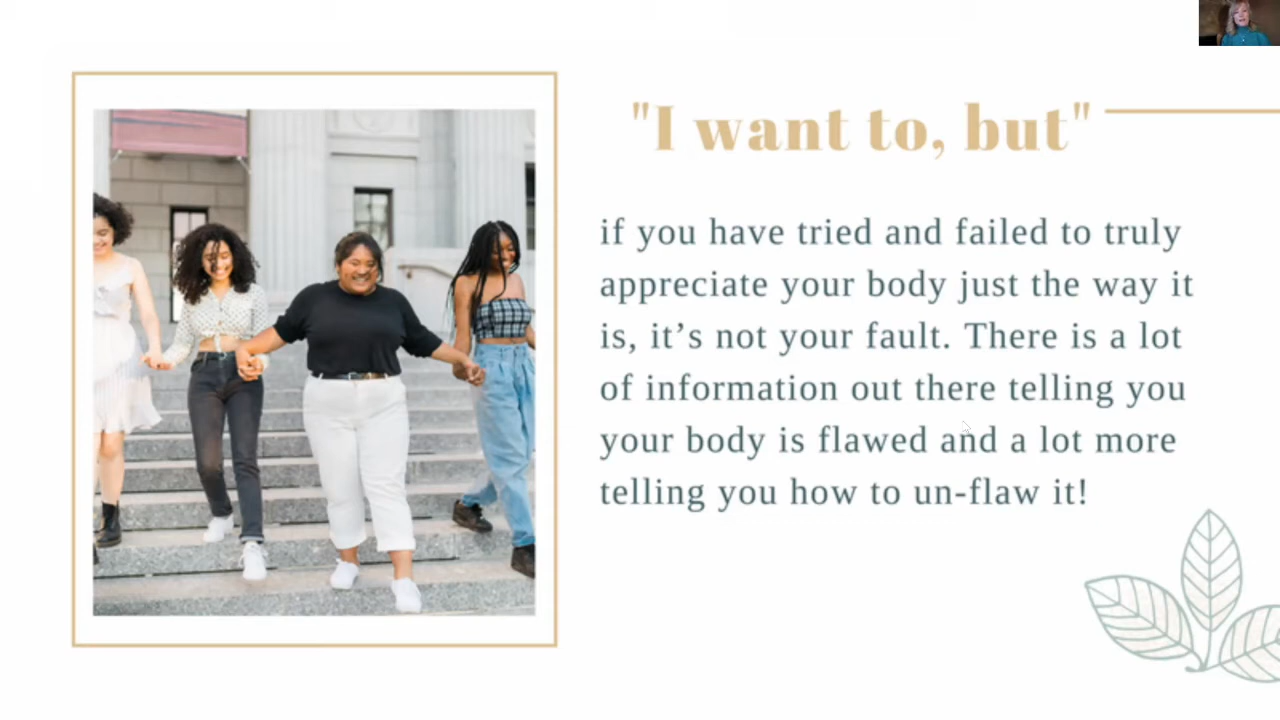 "I want to, but"
if you have tried and failed to truly
appreciate your body just the way it
is, it’s not your fault. There is a lot
of information out there telling you
your body is flawed and a lot more
telling you how to un-flaw it!